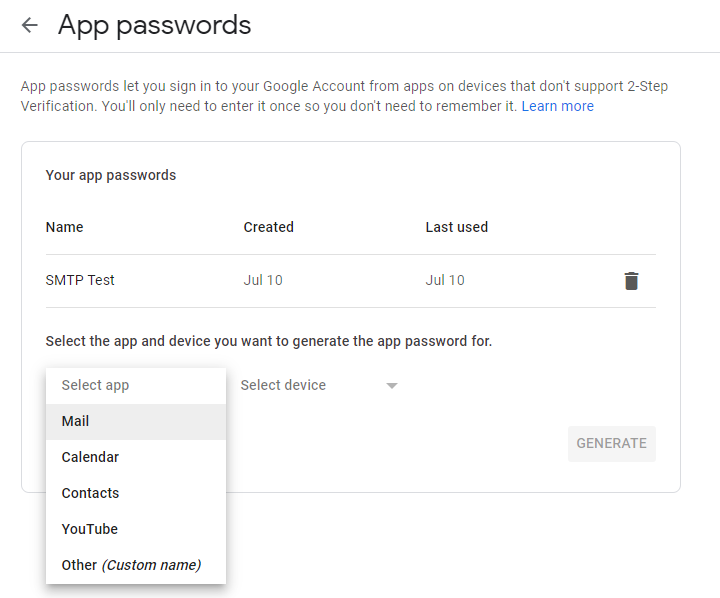 App passwords
App passwords let you sign in to your Google Account from apps on devices that don't support 2-Step
Verification. You'll only need to enter it once so you don't need to remember it. Learn more
Your app passwords
Name Created Last used
SMTP Test Jul 10 Jul 10
Select the app and device you want to generate the app password for.
Select app Select device
Mail
GENERATE
Calendar
Contacts
YouTube
Other (Custom name)